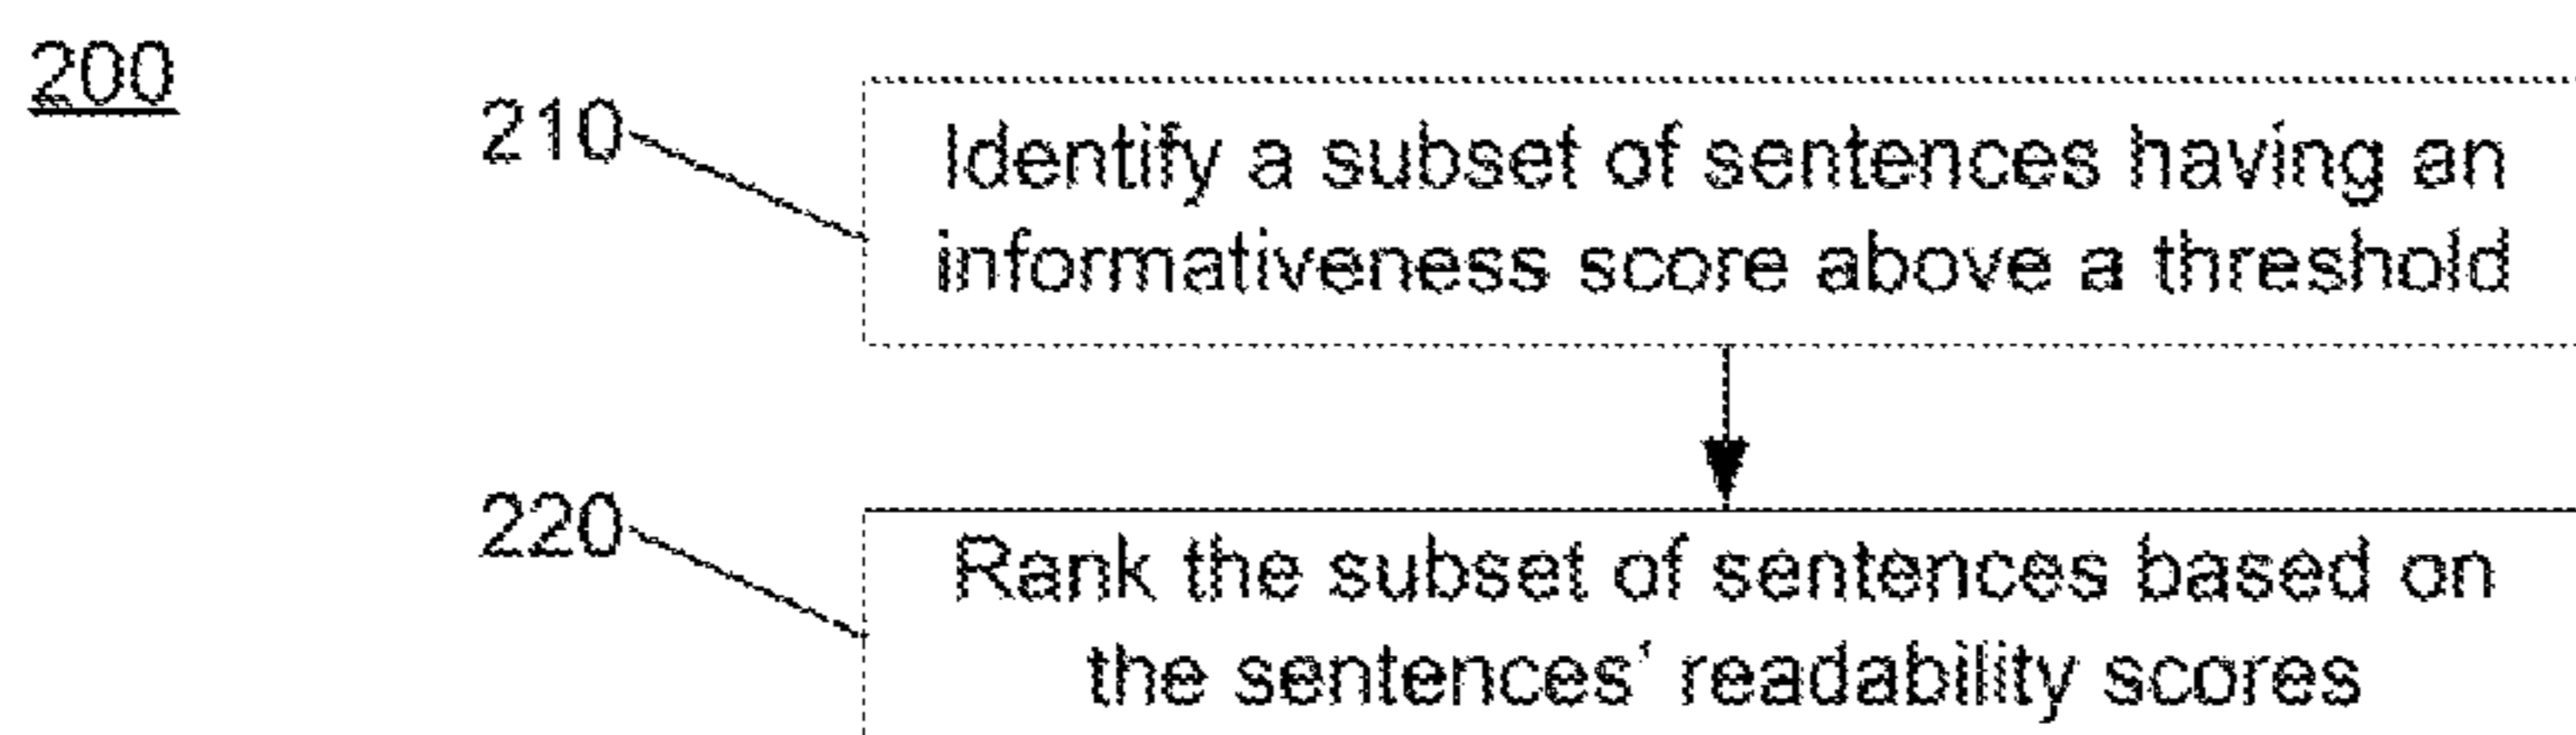 200
210
Identify a subset of sentences having an
informativeness score above a threshold
220
Rank the subset of sentences based on
the sentences' readability scores